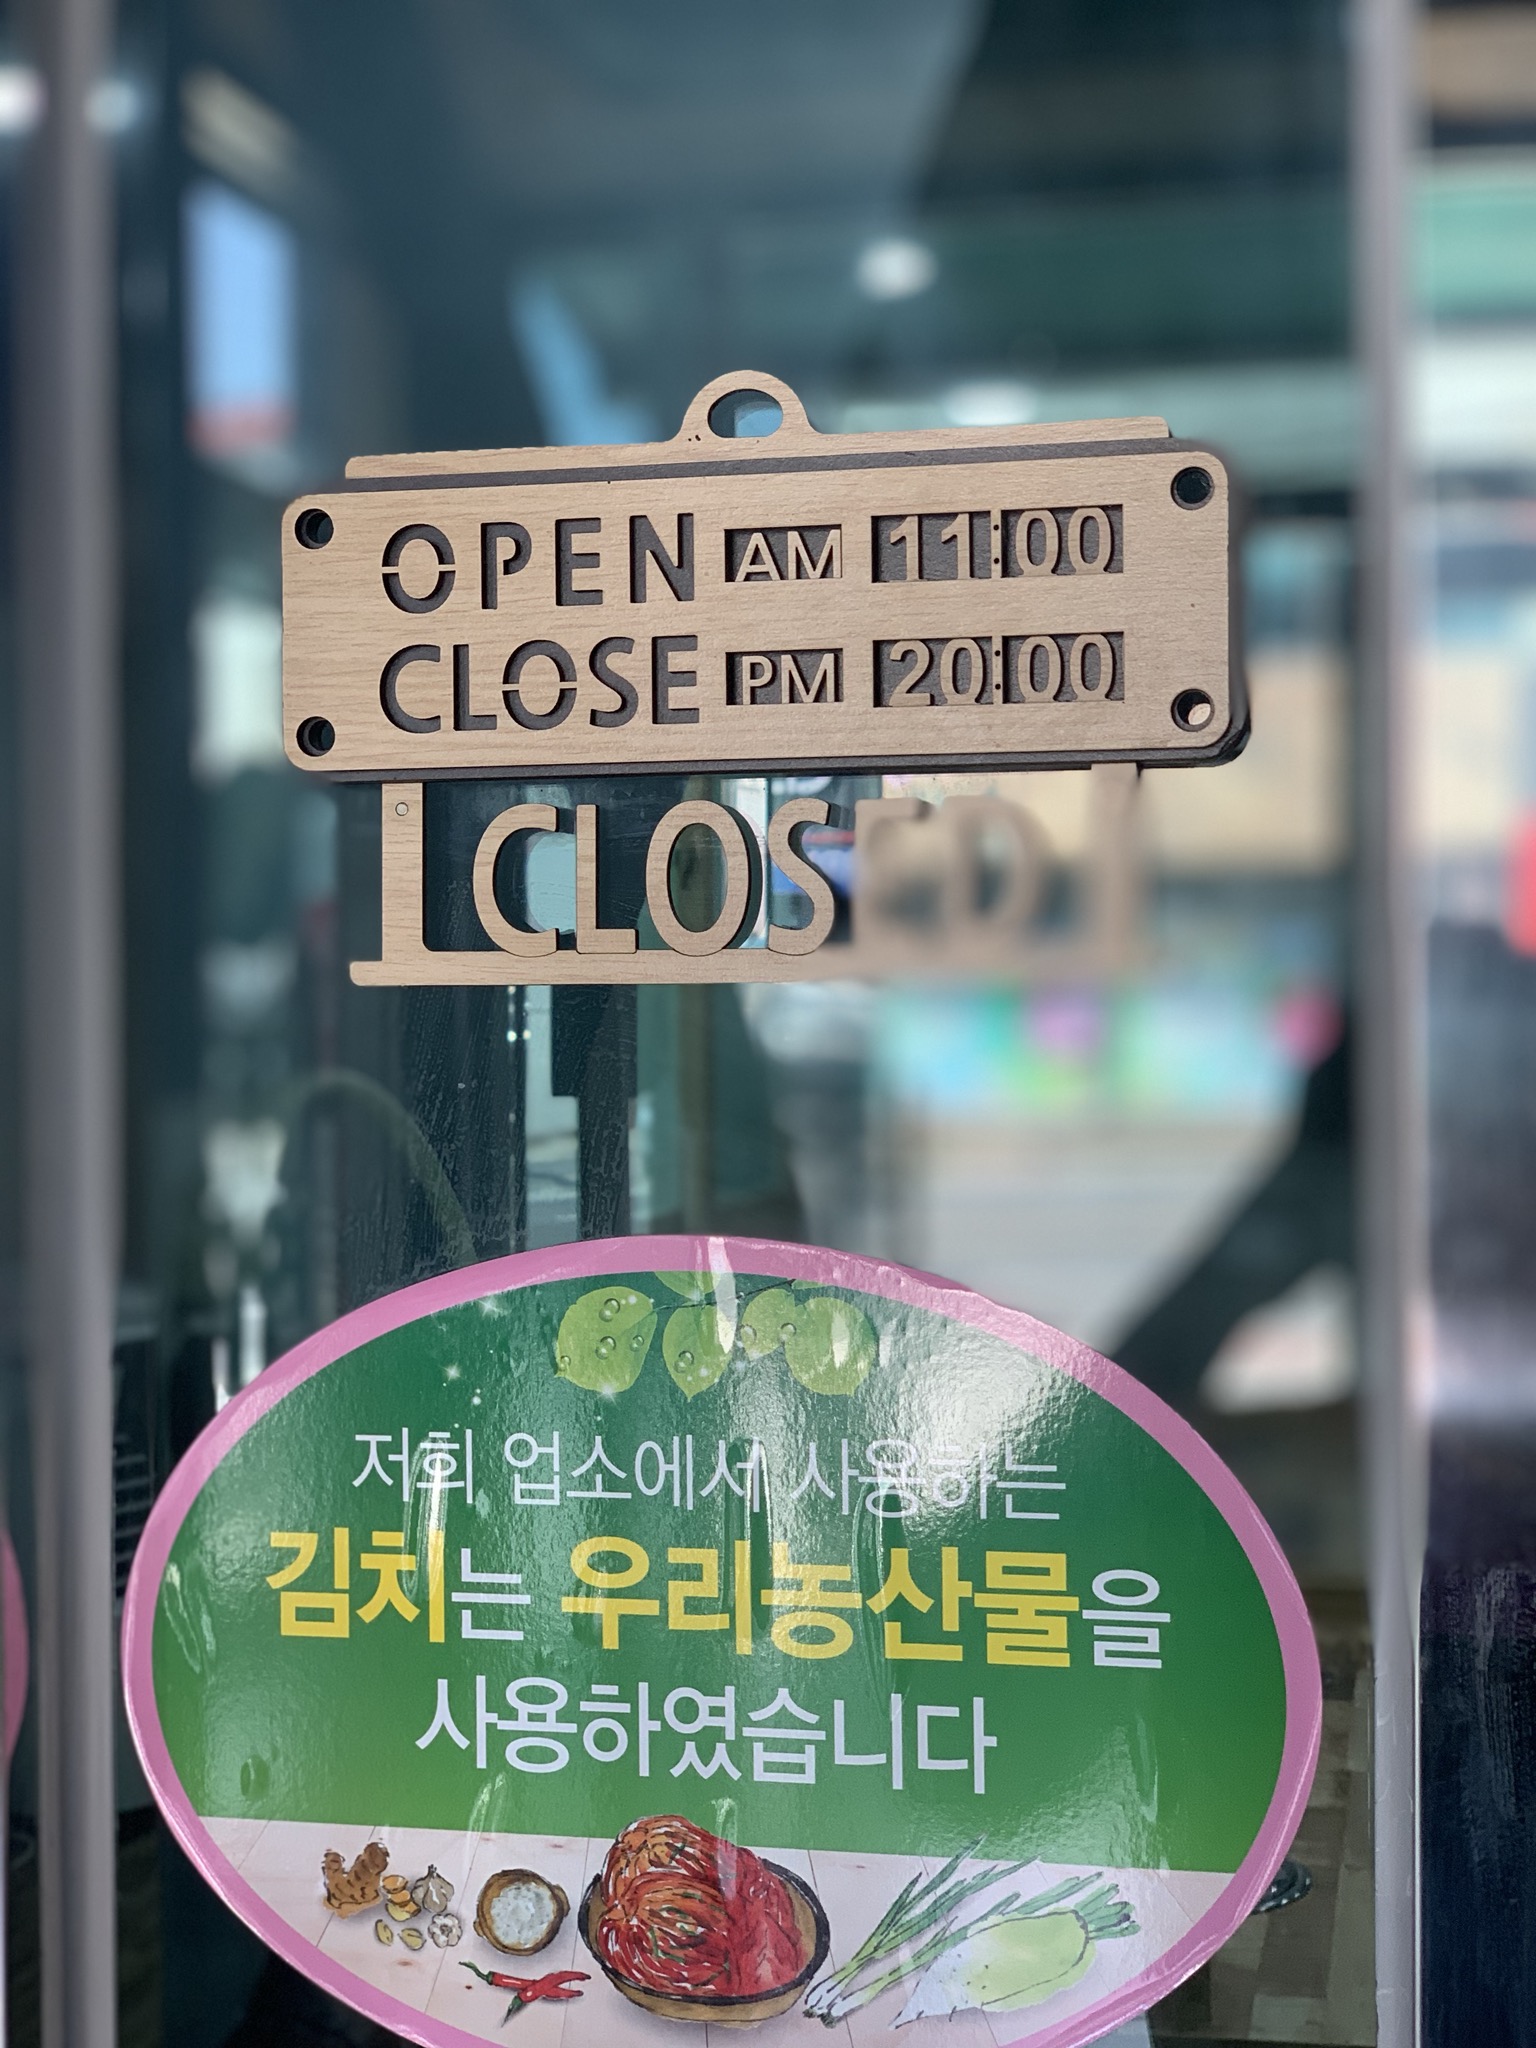 OPEN AM 11:00
CLOSE PM 20:00
CLOSED
저희 업소에서 사용하는
김치는 우리농산물을
사용하였습니다